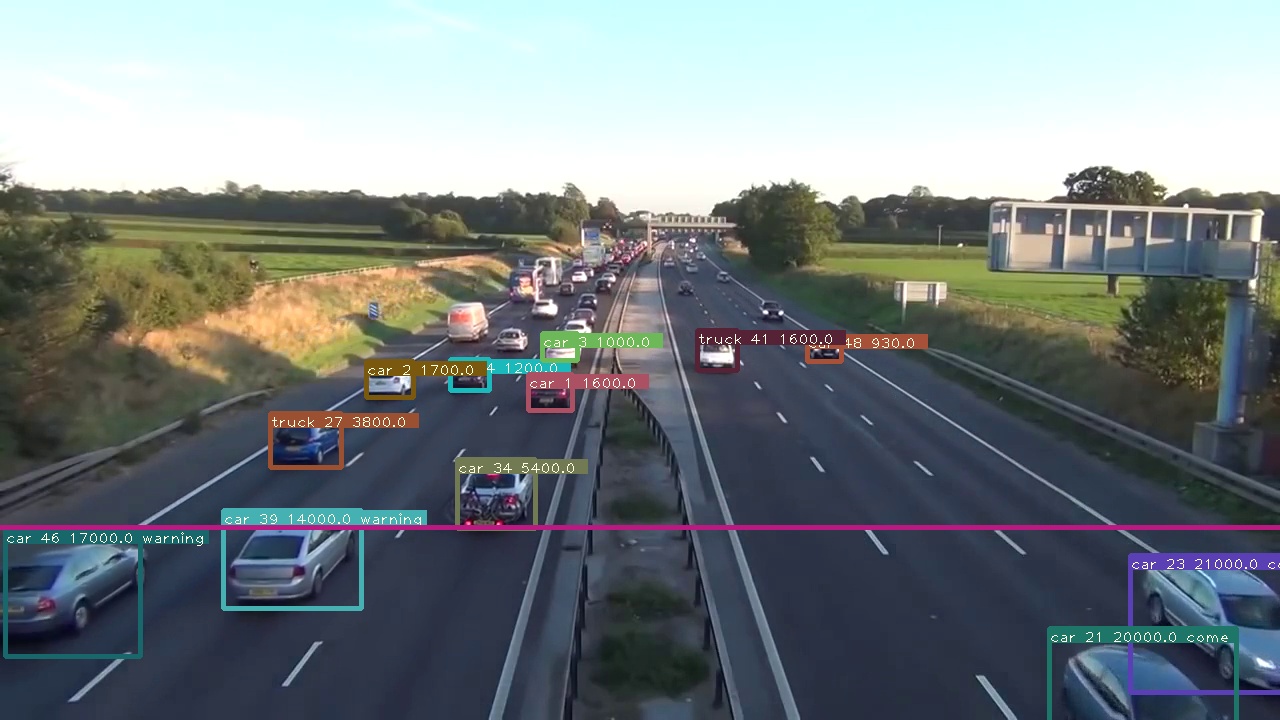 car 3 1000.0
truck 41 1600.0
48 930.0
car 2 1700.0
4 1200.0
car 1 1600.0
truck 27 3800.0
car 34 5400.0
car 39 14000.0 warning
car 46 17000.0 warning
car 23 21000.0 co
car 21 20000.0 come